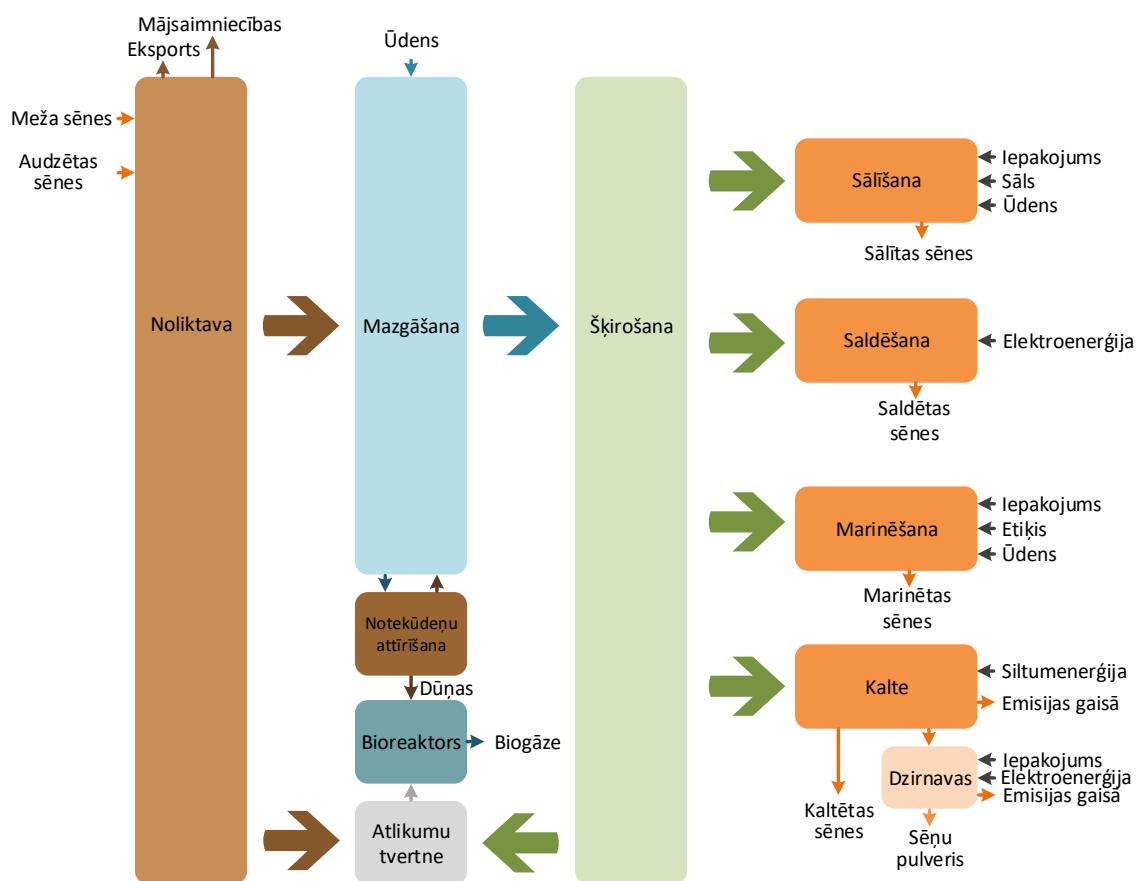 Mājsaimniecības
Eksports
Ūdens
Meža sēnes
Audzētas
sēnes
Noliktava
Mazgāšana
Šķirošana
Sālīšana
Iepakojums
Sāls
Ūdens
Sālītas sēnes
Saldēšana
Elektroenerģija
Saldētas
sēnes
Marinēšana
Iepakojums
Etiķis
Ūdens
Marinētas
sēnes
Notekūdeņu
attīrīšana
Dūņas
Bioreaktors
Biogāze
Atlikumu
tvertne
Kalte
Siltumenerģija
Emisijas gaisā
Dzirnavas
Iepakojums
Elektroenerģija
Emisijas gaisā
Kaltētas
sēnes
Sēņu
pulveris